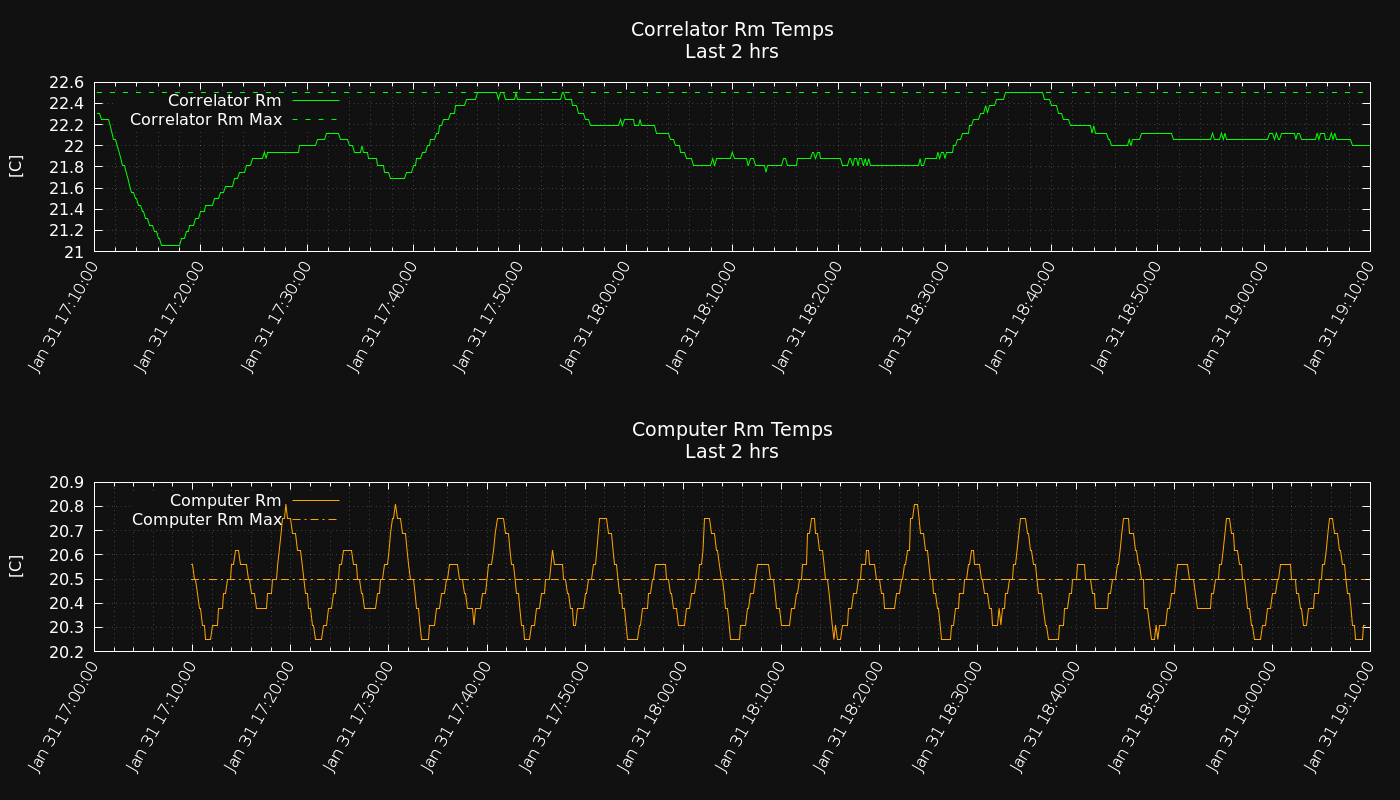 Correlator Rm Temps
Last 2 hrs
22.6
22.4
22.2
22
21.8
21.6
21.4
21.2
21
[C]
Correlator Rm
Correlator Rm Max
Jan 31 17:10:00
Jan 31 17:20:00
Jan 31 17:30:00
Jan 31 17:40:00
Jan 31 17:50:00
Jan 31 18:00:00
Jan 31 18:10:00
Jan 31 18:20:00
Jan 31 18:30:00
Jan 31 18:40:00
Jan 31 18:50:00
Jan 31 19:00:00
Jan 31 19:10:00
Computer Rm Temps
Last 2 hrs
20.9
20.8
20.7
20.6
20.5
20.4
20.3
20.2
[C]
Computer Rm
Computer Rm Max
Jan 31 17:00:00
Jan 31 17:10:00
Jan 31 17:20:00
Jan 31 17:30:00
Jan 31 17:40:00
Jan 31 17:50:00
Jan 31 18:00:00
Jan 31 18:10:00
Jan 31 18:20:00
Jan 31 18:30:00
Jan 31 18:40:00
Jan 31 18:50:00
Jan 31 19:00:00
Jan 31 19:10:00